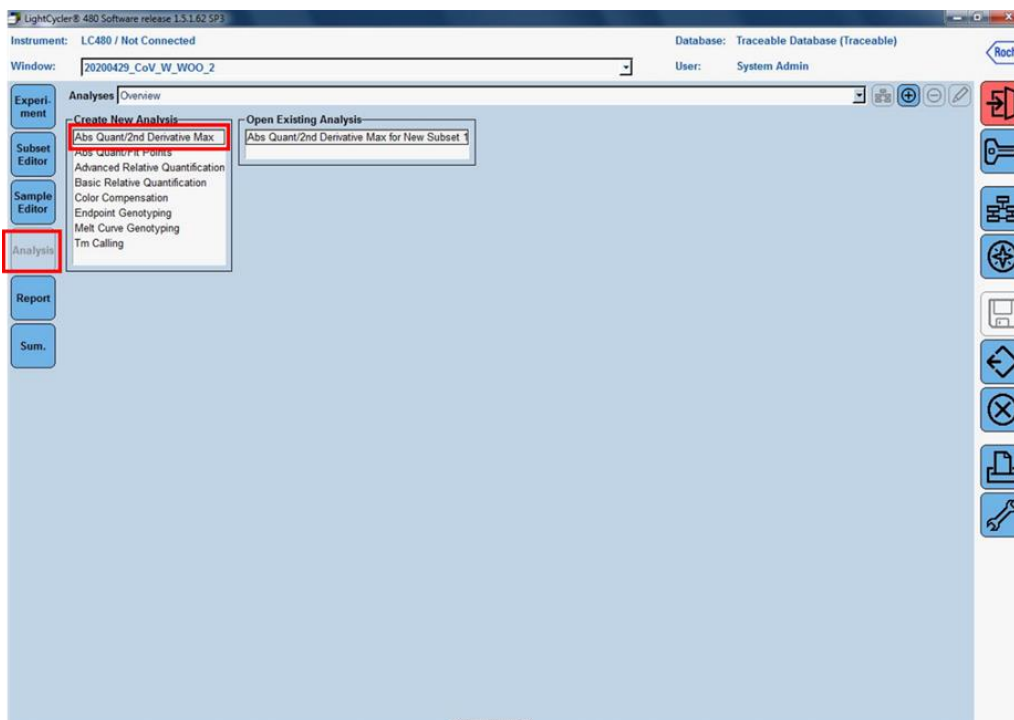 LightCycler® 480 Software release 1.5.1.62 SP3
Instrument: LC480 / Not Connected
Database: Traceable Database (Traceable)
Window: 20200429_CoV_W_WOO_2
User: System Admin
Roch
Experi-
ment
Subset
Editor
Sample
Editor
Analysis
Report
Sum.
Analyses Overview
Create New Analysis
Abs Quant/2nd Derivative Max
Abs Quant/Fit Points
Advanced Relative Quantification
Basic Relative Quantification
Color Compensation
Endpoint Genotyping
Melt Curve Genotyping
Tm Calling
Open Existing Analysis
Abs Quant/2nd Derivative Max for New Subset 1